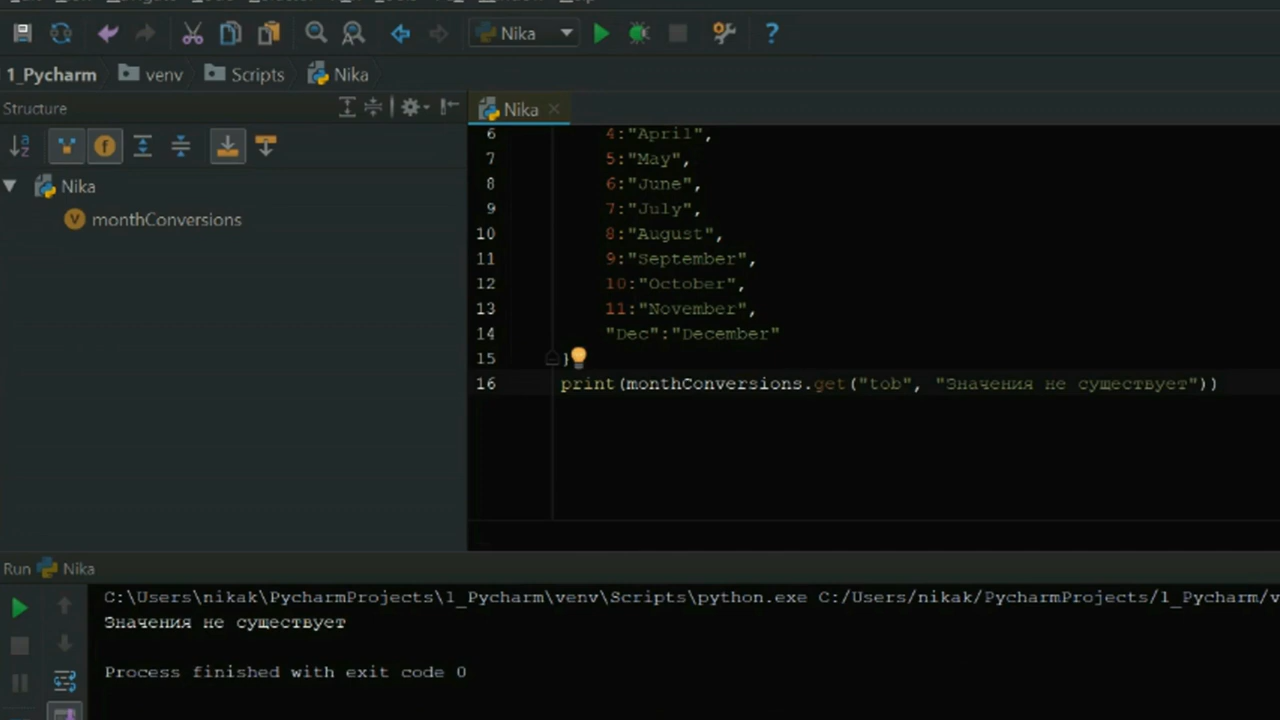 Nika
1_Pycharm
venv
Scripts
Nika
Structure
Nika
monthConversions
Nika
6 4:"April",
7 5:"May",
8 6:"June",
9 7:"July",
10 8:"August",
11 9:"September",
12 10:"October",
13 11:"November",
14 "Dec":"December"
15 }
16 print(monthConversions.get("tob", "Значения не существует"))
Run Nika
C:\Users\nikak\PycharmProjects\1_Pycharm\venv\Scripts\python.exe C:/Users/nikak/PycharmProjects/1_Pycharm/v
Значения не существует
Process finished with exit code 0